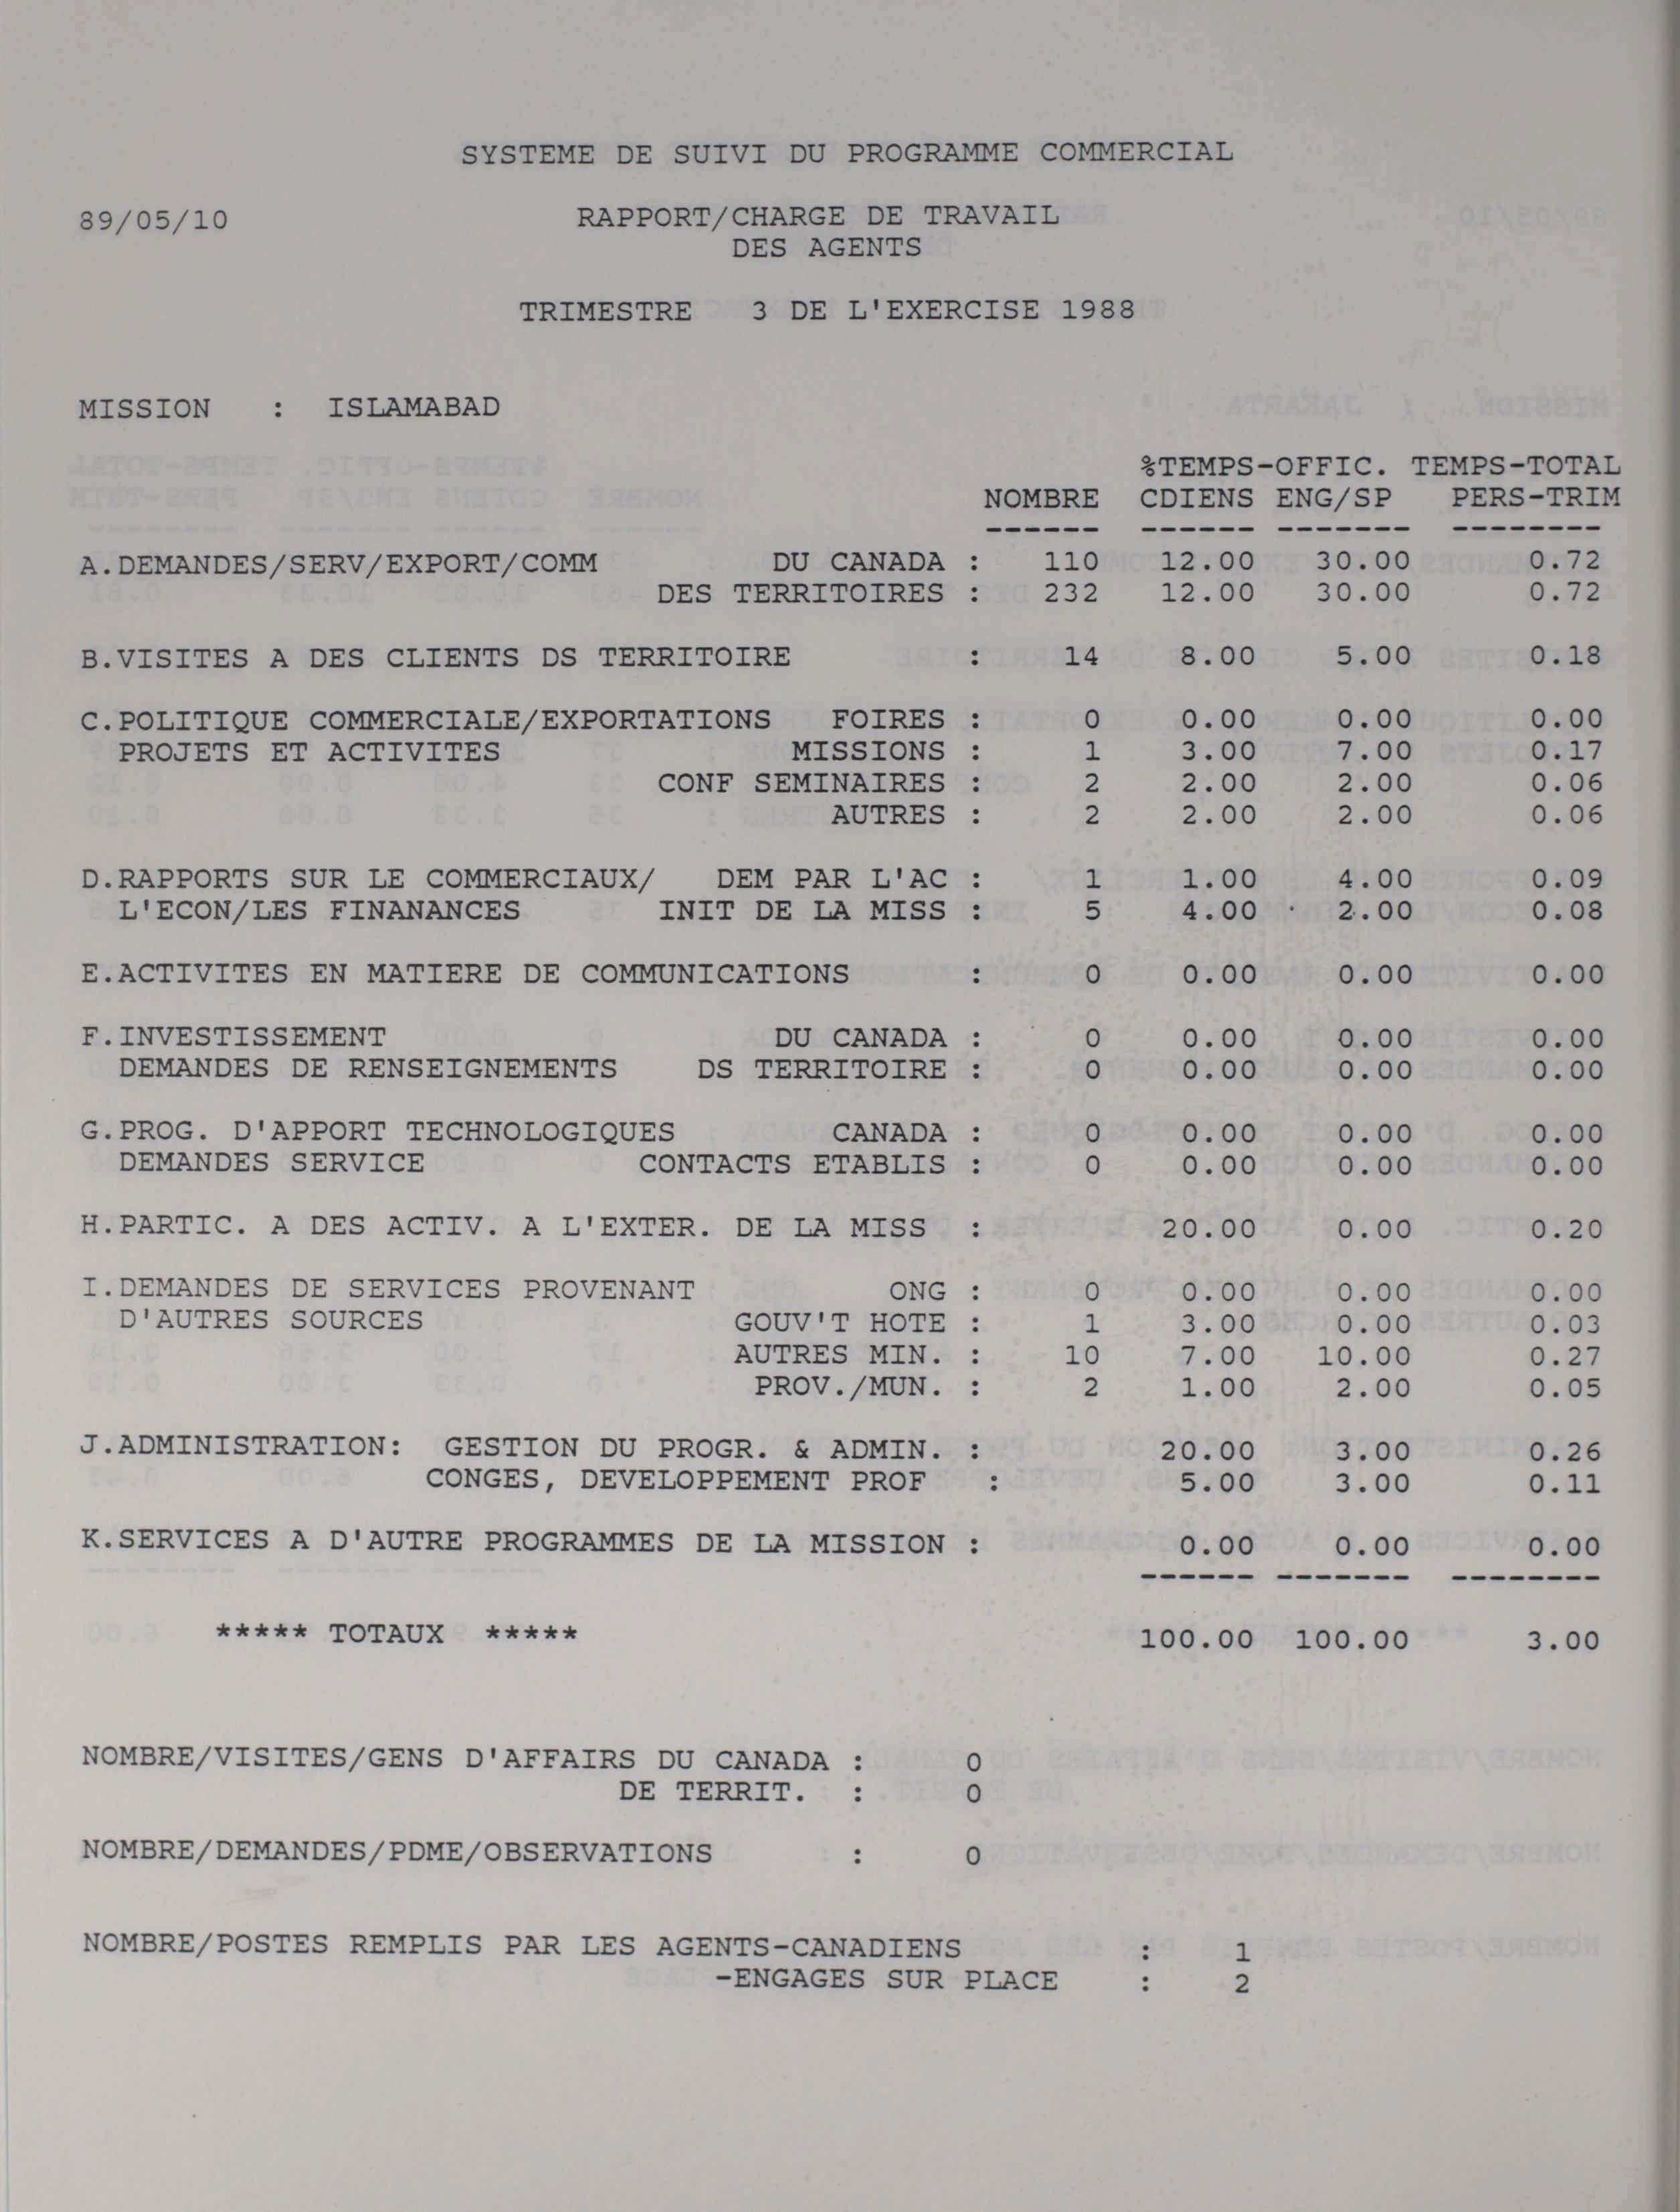 SYSTEME DE SUIVI DU PROGRAMME COMMERCIAL
89/05/10 RAPPORT/CHARGE DE TRAVAIL
DES AGENTS
TRIMESTRE 3 DE L'EXERCISE 1988
MISSION : ISLAMABAD
%TEMPS-OFFIC. TEMPS-TOTAL
NOMBRE CDIENS ENG/SP PERS-TRIM
------ ------ ------- --------
A.DEMANDES/SERV/EXPORT/COMM DU CANADA : 110 12.00 30.00 0.72
DES TERRITOIRES : 232 12.00 30.00 0.72
B.VISITES A DES CLIENTS DS TERRITOIRE : 14 8.00 5.00 0.18
C.POLITIQUE COMMERCIALE/EXPORTATIONS FOIRES : 0 0.00 0.00 0.00
PROJETS ET ACTIVITES MISSIONS : 1 3.00 7.00 0.17
CONF SEMINAIRES : 2 2.00 2.00 0.06
AUTRES : 2 2.00 2.00 0.06
D.RAPPORTS SUR LE COMMERCIAUX/ DEM PAR L'AC : 1 1.00 4.00 0.09
L'ECON/LES FINANANCES INIT DE LA MISS : 5 4.00 2.00 0.08
E.ACTIVITES EN MATIERE DE COMMUNICATIONS : 0 0.00 0.00 0.00
F.INVESTISSEMENT DU CANADA : 0 0.00 0.00 0.00
DEMANDES DE RENSEIGNEMENTS DS TERRITOIRE : 0 0.00 0.00 0.00
G.PROG. D'APPORT TECHNOLOGIQUES CANADA : 0 0.00 0.00 0.00
DEMANDES SERVICE CONTACTS ETABLIS : 0 0.00 0.00 0.00
H.PARTIC. A DES ACTIV. A L'EXTER. DE LA MISS : 20.00 0.00 0.20
I.DEMANDES DE SERVICES PROVENANT ONG : 0 0.00 0.00 0.00
D'AUTRES SOURCES GOUV'T HOTE : 1 3.00 0.00 0.03
AUTRES MIN. : 10 7.00 10.00 0.27
PROV./MUN. : 2 1.00 2.00 0.05
J.ADMINISTRATION: GESTION DU PROGR. & ADMIN. : 20.00 3.00 0.26
CONGES, DEVELOPPEMENT PROF : 5.00 3.00 0.11
K.SERVICES A D'AUTRE PROGRAMMES DE LA MISSION : 0.00 0.00 0.00
------ ------- --------
***** TOTAUX ***** 100.00 100.00 3.00
NOMBRE/VISITES/GENS D'AFFAIRS DU CANADA : 0
DE TERRIT. : 0
NOMBRE/DEMANDES/PDME/OBSERVATIONS : 0
NOMBRE/POSTES REMPLIS PAR LES AGENTS-CANADIENS : 1
-ENGAGES SUR PLACE : 2